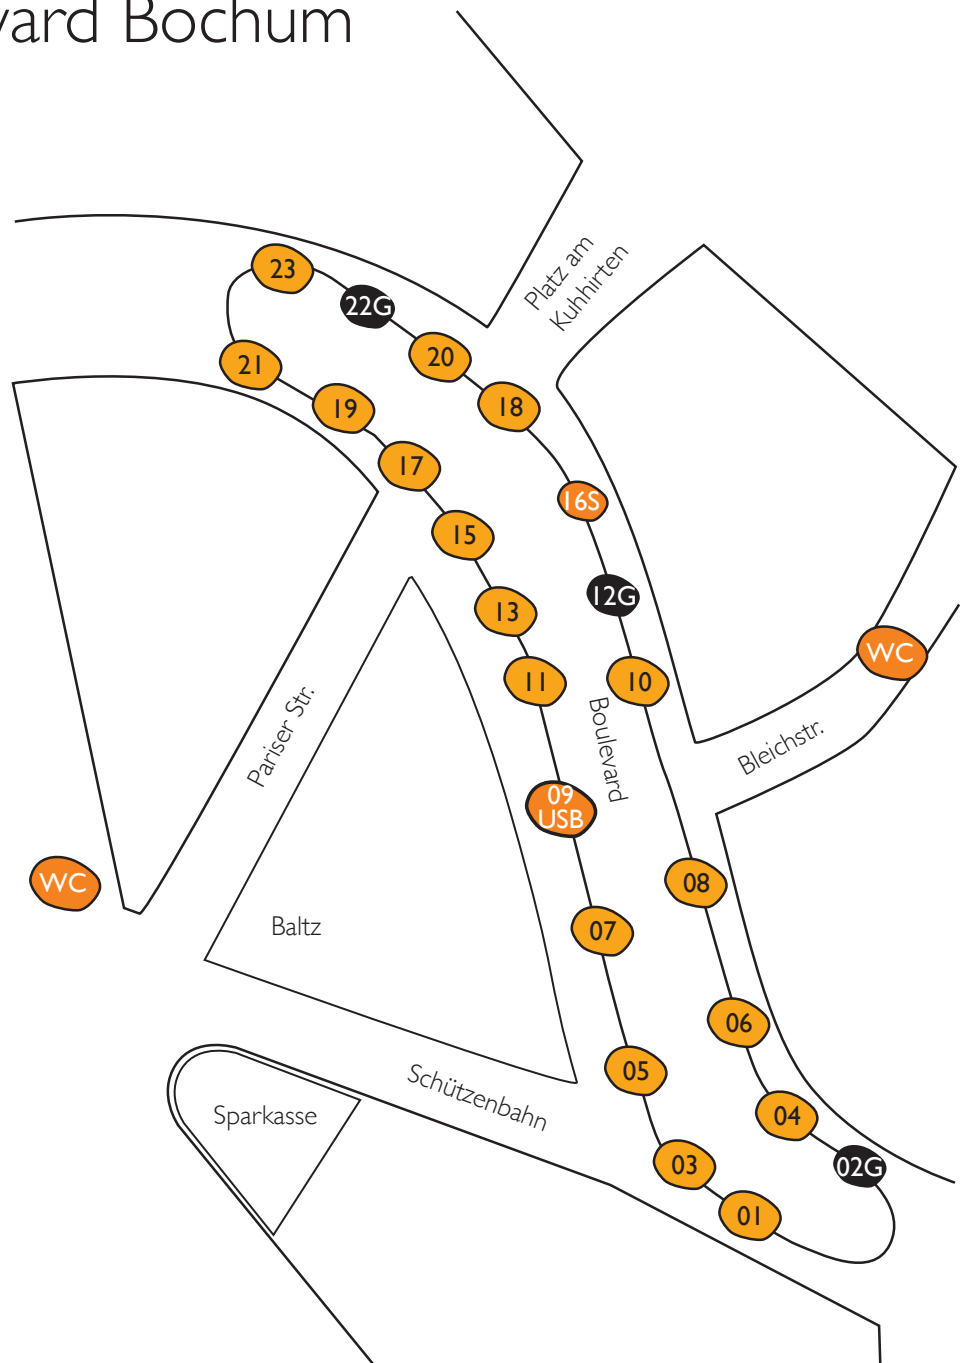 vard Bochum
Platz am
Kuhhirten
23
22G
20
21
18
19
17
16S
15
12G
13
WC
11
10
Pariser Str.
Boulevard
Bleichstr.
09
USB
WC
08
Baltz
07
06
05
Schützenbahn
Sparkasse
04
03
02G
01